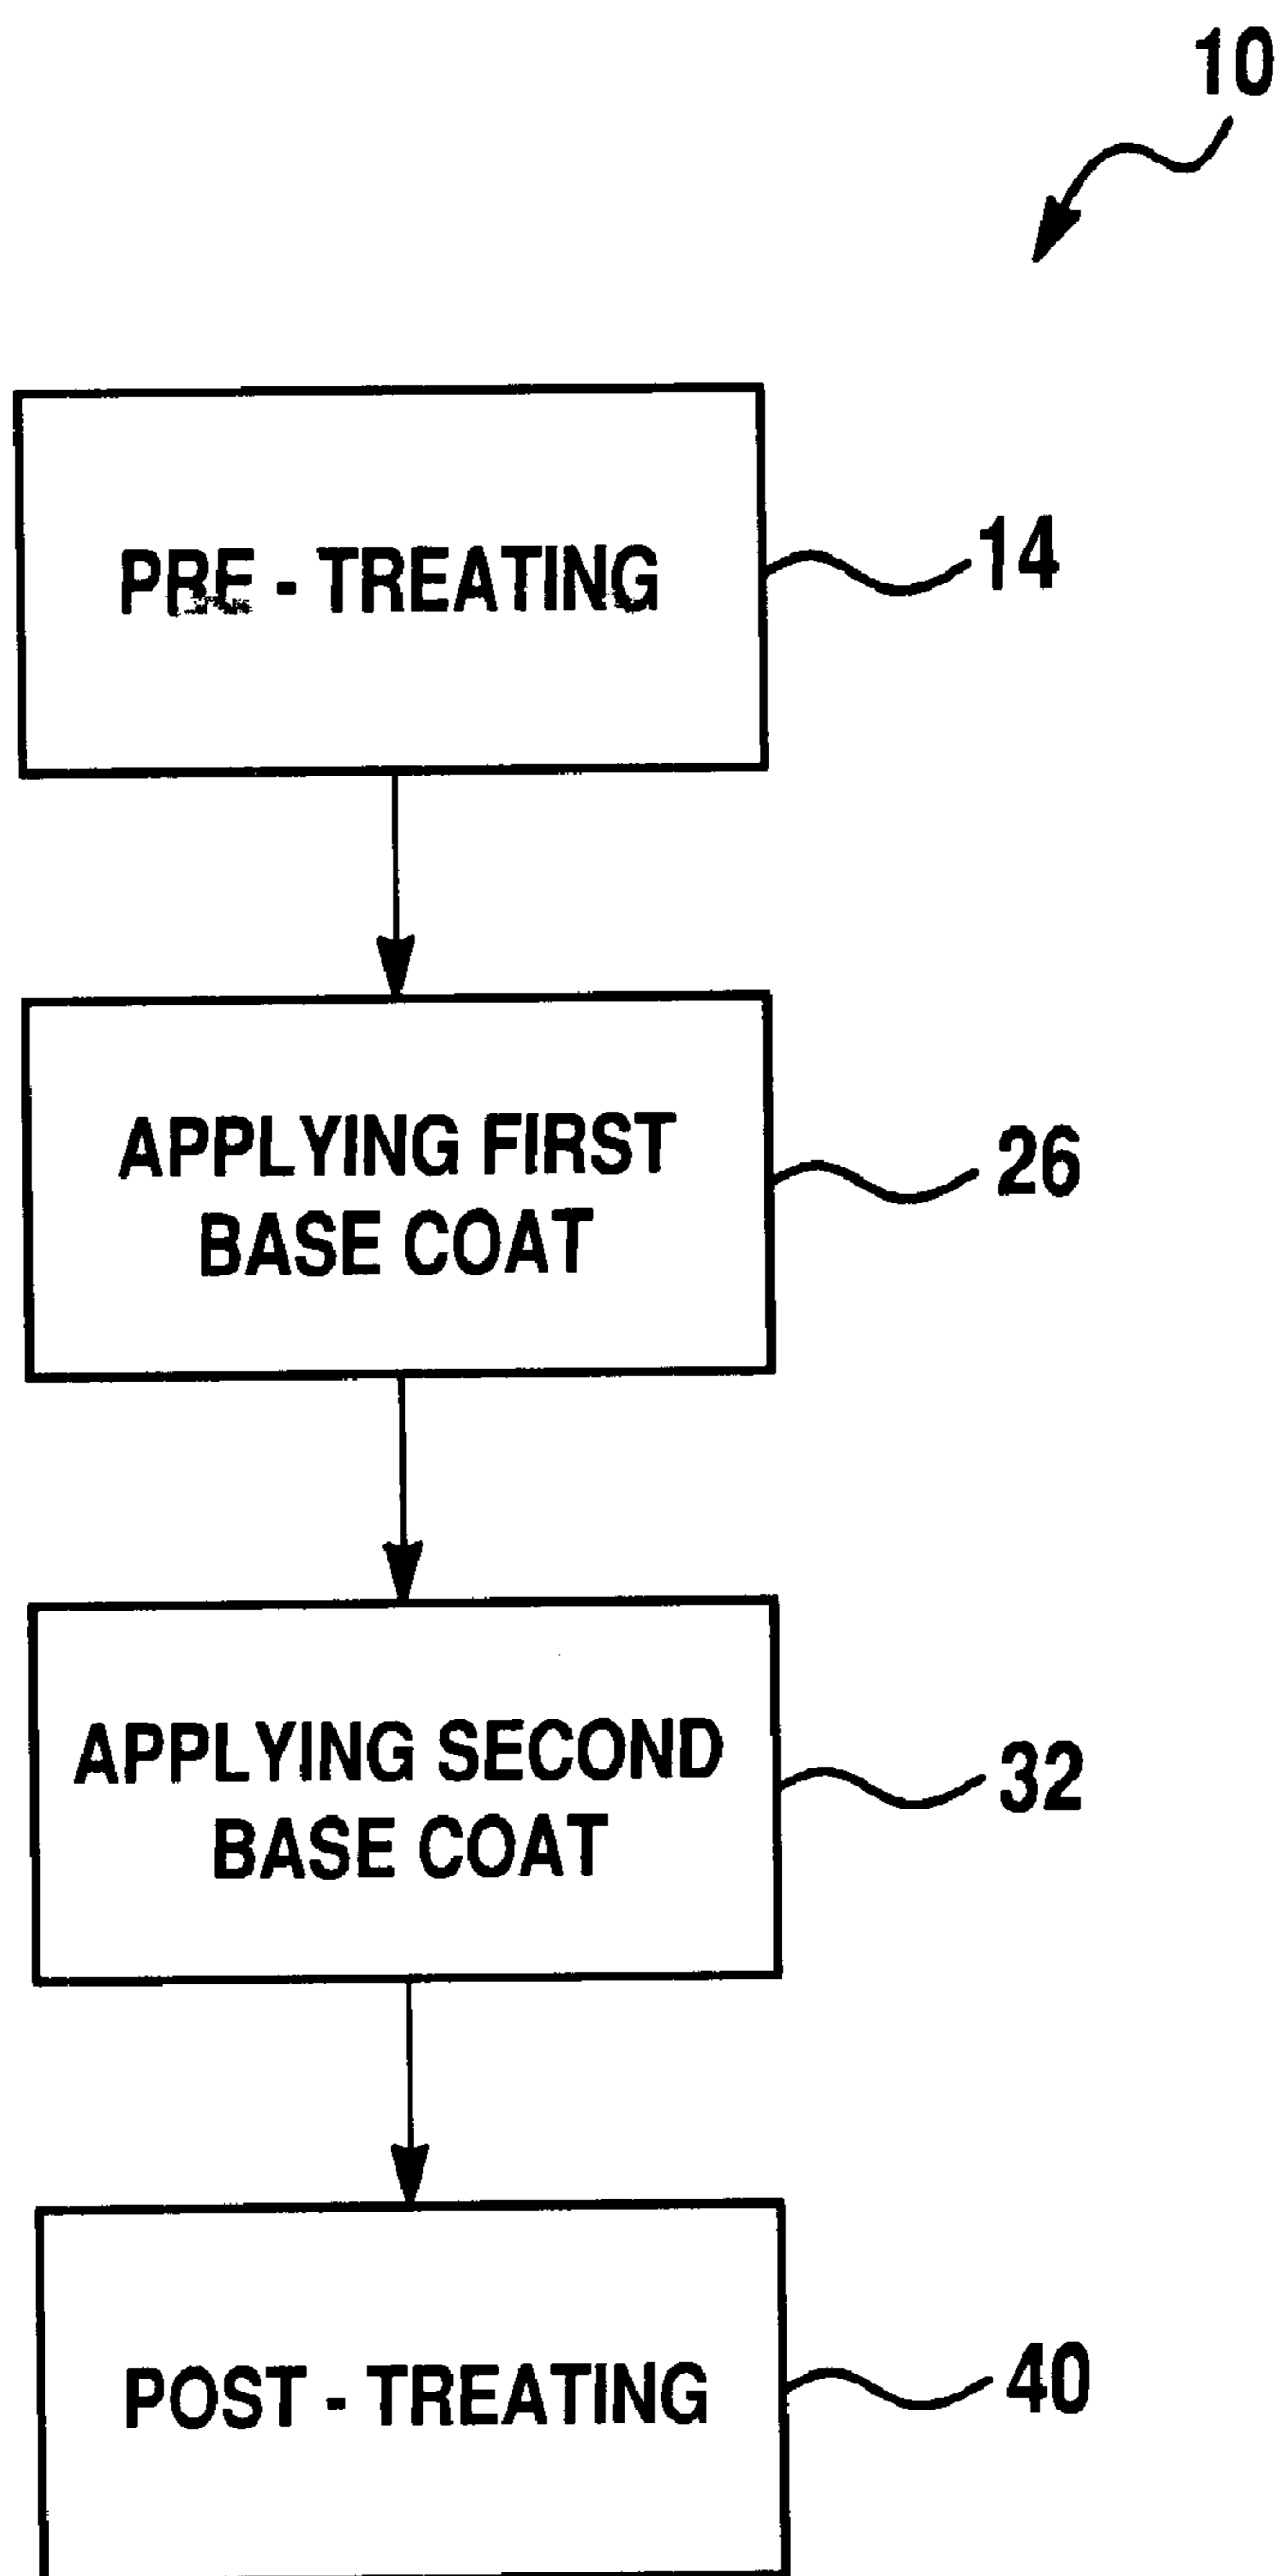 10
PRE - TREATING
14
APPLYING FIRST
BASE COAT
26
APPLYING SECOND
BASE COAT
32
POST - TREATING
40